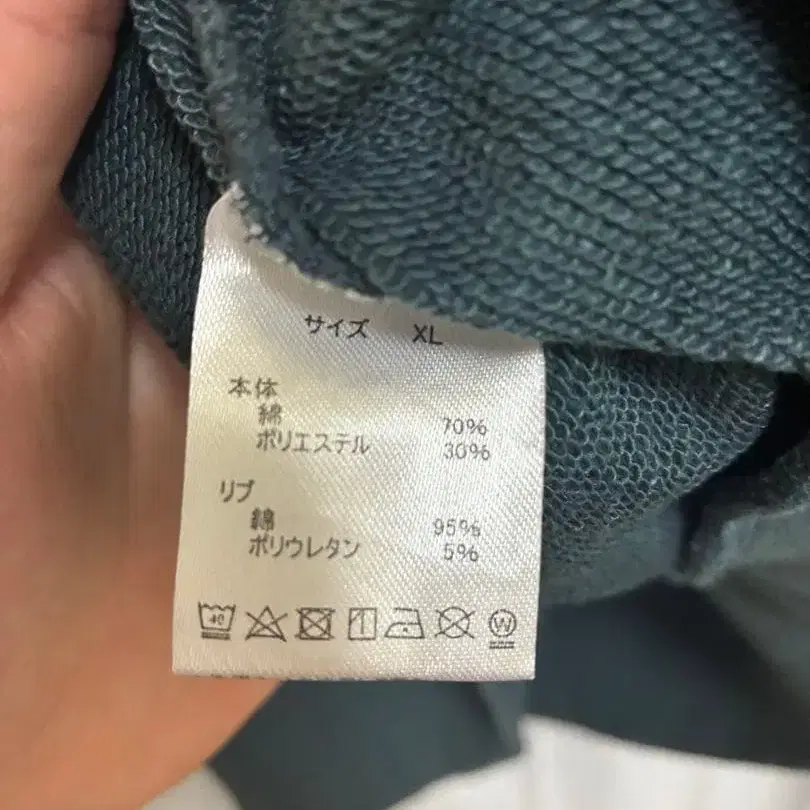 サイズ XL
本体
綿 70%
ポリエステル 30%
リブ
綿 95%
ポリウレタン 5%
40 W